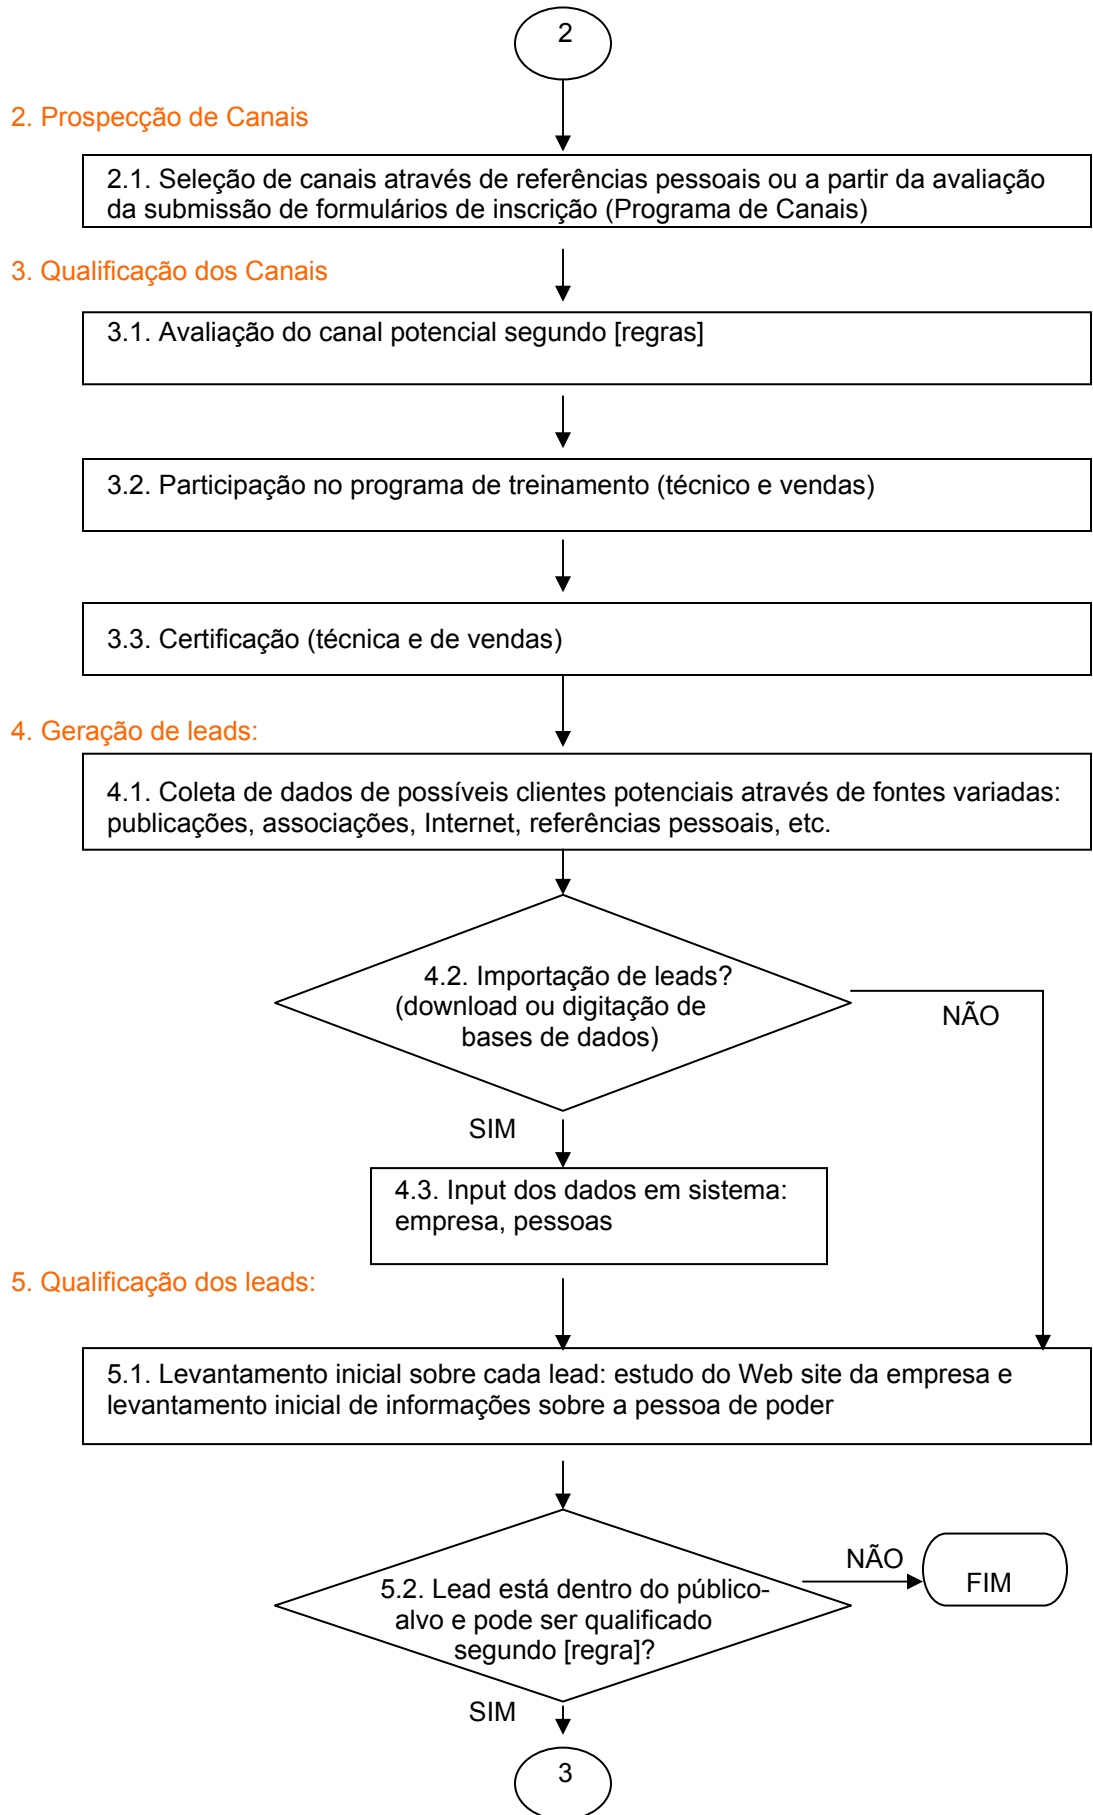 2
2. Prospecção de Canais
2.1. Seleção de canais através de referências pessoais ou a partir da avaliação
da submissão de formulários de inscrição (Programa de Canais)
3. Qualificação dos Canais
3.1. Avaliação do canal potencial segundo [regras]
3.2. Participação no programa de treinamento (técnico e vendas)
3.3. Certificação (técnica e de vendas)
4. Geração de leads:
4.1. Coleta de dados de possíveis clientes potenciais através de fontes variadas:
publicações, associações, Internet, referências pessoais, etc.
4.2. Importação de leads?
(download ou digitação de
bases de dados)
NÃO
SIM
4.3. Input dos dados em sistema:
empresa, pessoas
5. Qualificação dos leads:
5.1. Levantamento inicial sobre cada lead: estudo do Web site da empresa e
levantamento inicial de informações sobre a pessoa de poder
5.2. Lead está dentro do público-
alvo e pode ser qualificado
segundo [regra]?
NÃO
FIM
SIM
3